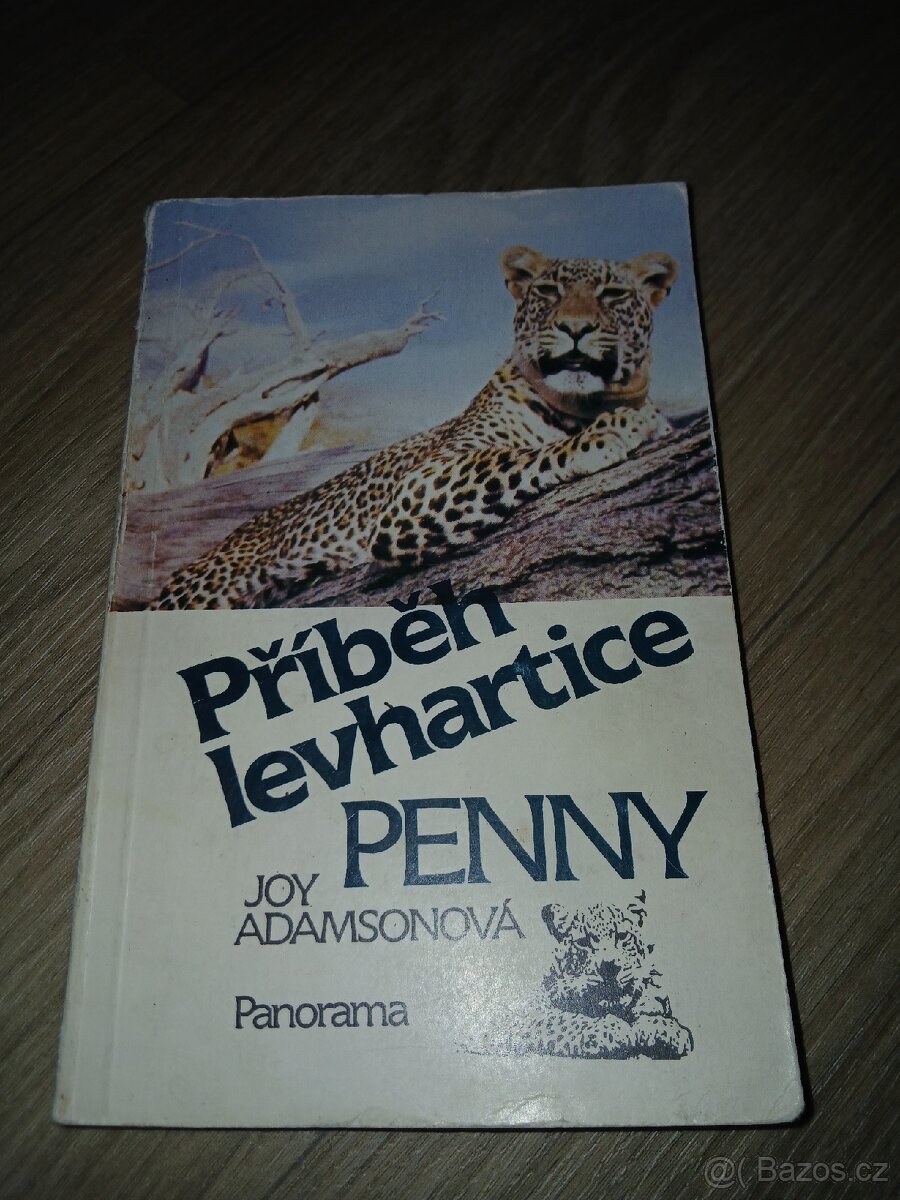 Příběh
levhartice
PENNY
JOY
ADAMSONOVÁ
Panorama
@( Bazos.cz